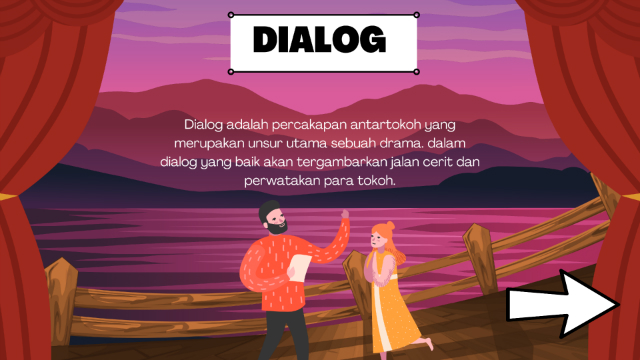 DIALOG
Dialog adalah percakapan antartokoh yang
merupakan unsur utama sebuah drama. dalam
dialog yang baik akan tergambarkan jalan cerit dan
perwatakan para tokoh.